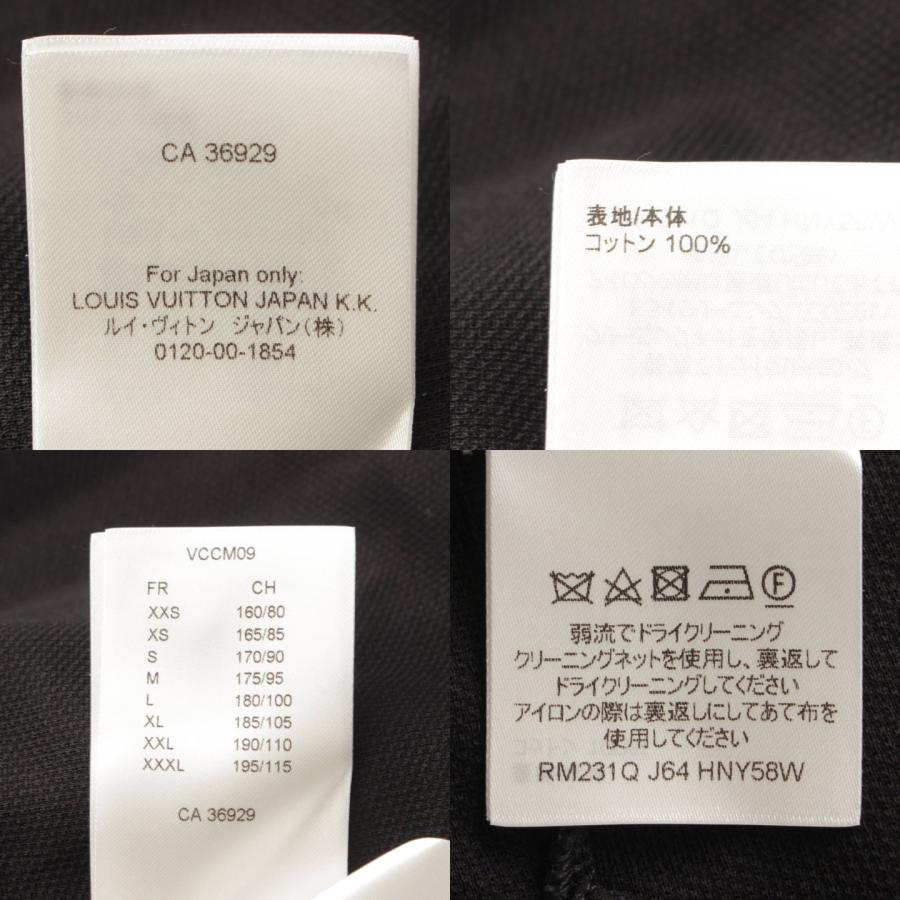 CA 36929
For Japan only:
LOUIS VUITTON JAPAN K.K.
ルイ・ヴィトン ジャパン(株)
0120-00-1854
表地/本体
コットン 100%
VCCM09
FR CH
XXS 160/80
XS 165/85
S 170/90
M 175/95
L 180/100
XL 185/105
XXL 190/110
XXXL 195/115
CA 36929
弱流でドライクリーニング
クリーニングネットを使用し、裏返して
ドライクリーニングしてください
アイロンの際は裏返しにしてあて布を
使用してください
RM231Q J64 HNY58W